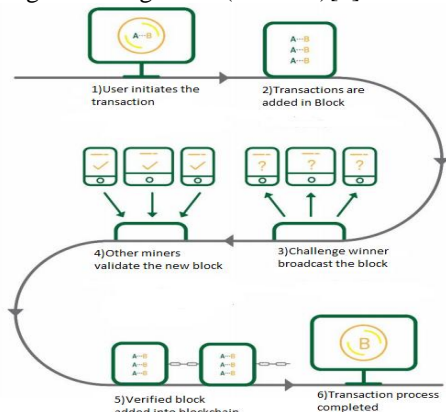 A--B
1)User initiates the
transaction
A--B
A--B
A--B
2)Transactions are
added in Block
?
?
?
3)Challenge winner
broadcast the block
4)Other miners
validate the new block
A--B
A--B
A--B
A--B
A--B
A--B
5)Verified block
added into blockchain
B
6)Transaction process
completed